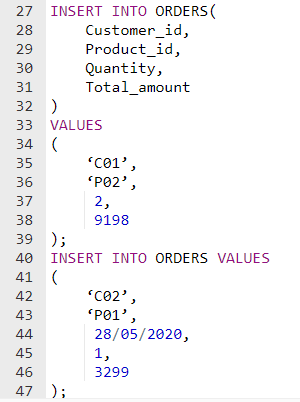 27 INSERT INTO ORDERS(
28 Customer_id,
29 Product_id,
30 Quantity,
31 Total_amount
32 )
33 VALUES
34 (
35 ‘C01’,
36 ‘P02’,
37 2,
38 9198
39 );
40 INSERT INTO ORDERS VALUES
41 (
42 ‘C02’,
43 ‘P01’,
44 28/05/2020,
45 1,
46 3299
47 );